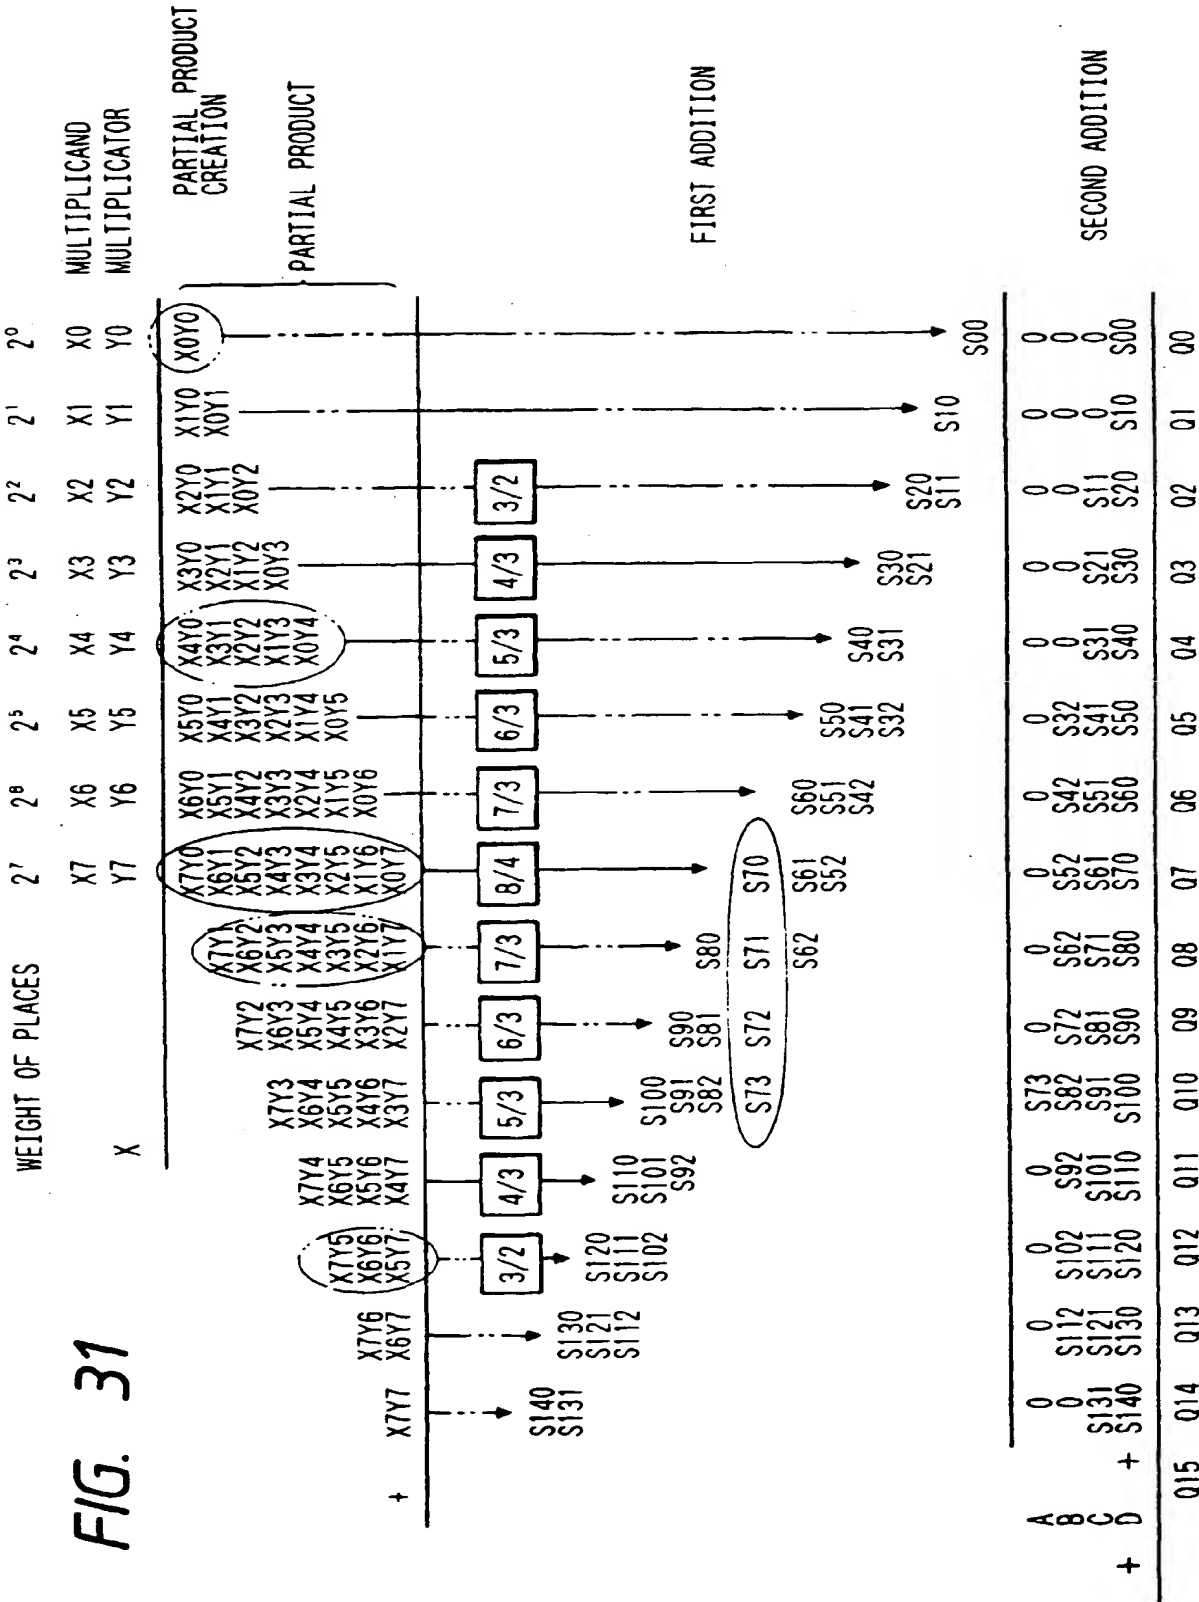 FIG. 31
WEIGHT OF PLACES 2⁷ 2⁶ 2⁵ 2⁴ 2³ 2² 2¹ 2⁰
X7 X6 X5 X4 X3 X2 X1 X0 MULTIPLICAND
X Y7 Y6 Y5 Y4 Y3 Y2 Y1 Y0 MULTIPLICATOR
X7Y0 X6Y0 X5Y0 X4Y0 X3Y0 X2Y0 X1Y0 X0Y0 PARTIAL PRODUCT
X7Y1 X6Y1 X5Y1 X4Y1 X3Y1 X2Y1 X1Y1 X0Y1 CREATION
X7Y2 X6Y2 X5Y2 X4Y2 X3Y2 X2Y2 X1Y2 X0Y2
X7Y3 X6Y3 X5Y3 X4Y3 X3Y3 X2Y3 X1Y3 X0Y3
X7Y4 X6Y4 X5Y4 X4Y4 X3Y4 X2Y4 X1Y4 X0Y4 PARTIAL PRODUCT
X7Y5 X6Y5 X5Y5 X4Y5 X3Y5 X2Y5 X1Y5 X0Y5
X7Y6 X6Y6 X5Y6 X4Y6 X3Y6 X2Y6 X1Y6 X0Y6
+ X7Y7 X6Y7 X5Y7 X4Y7 X3Y7 X2Y7 X1Y7 X0Y7
3/2 4/3 5/3 6/3 7/3 8/4 7/3 6/3 5/3 4/3 3/2
FIRST ADDITION
S140
S131
S130
S121
S112
S120
S111
S102
S110
S101
S92
S100
S91
S82
S90
S81
S80
S73 S72 S71 S70
S62
S61
S52
S60
S51
S42
S50
S41
S32
S40
S31
S30
S21
S20
S11
S10
S00
A 0 0 0 0 S73 0 0 0 0 0 0 0 0 0 0
B 0 S112 S102 S92 S82 S72 S62 S52 S42 S32 0 0 0 0 0
C S131 S121 S111 S101 S91 S81 S71 S61 S51 S41 S31 S21 S11 0 0
+ D + S140 S130 S120 S110 S100 S90 S80 S70 S60 S50 S40 S30 S20 S10 S00
SECOND ADDITION
Q15 Q14 Q13 Q12 Q11 Q10 Q9 Q8 Q7 Q6 Q5 Q4 Q3 Q2 Q1 Q0